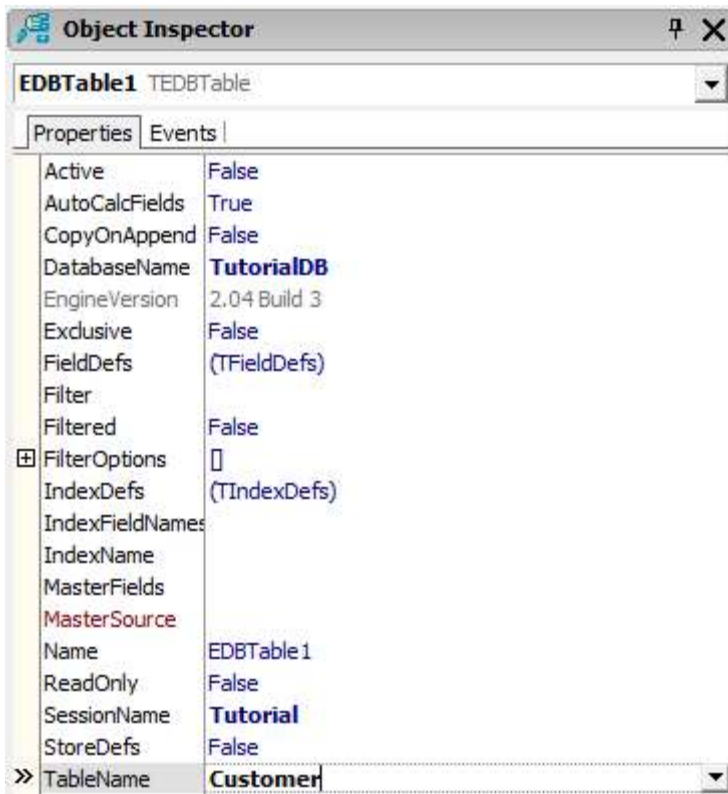 Object Inspector
EDBTable1 TEDBTable
Properties Events
Active False
AutoCalcFields True
CopyOnAppend False
DatabaseName TutorialDB
EngineVersion 2.04 Build 3
Exclusive False
FieldDefs (TFieldDefs)
Filter
Filtered False
FilterOptions []
IndexDefs (TIndexDefs)
IndexFieldNames
IndexName
MasterFields
MasterSource
Name EDBTable1
ReadOnly False
SessionName Tutorial
StoreDefs False
TableName Customer